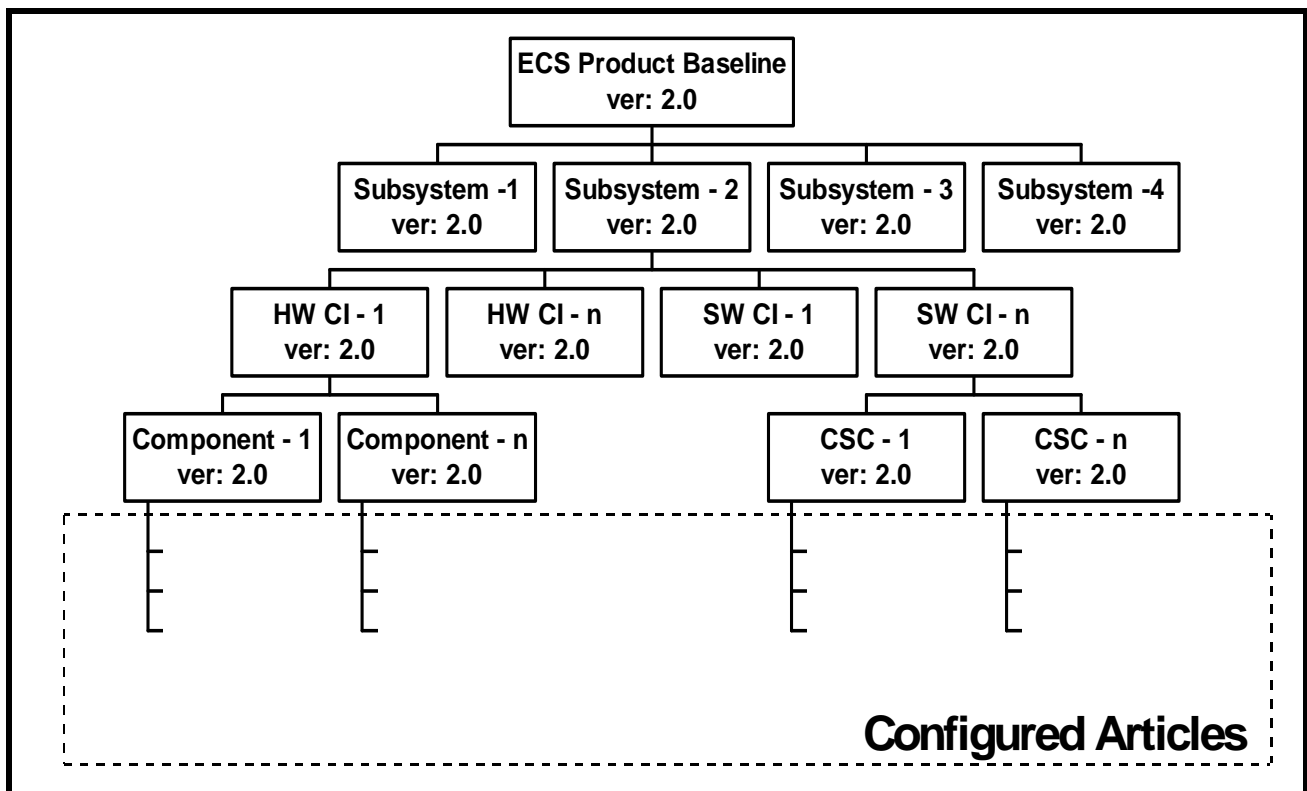 ECS Product Baseline
ver: 2.0
Subsystem -1
ver: 2.0
Subsystem - 2
ver: 2.0
Subsystem - 3
ver: 2.0
Subsystem -4
ver: 2.0
HW CI - 1
ver: 2.0
HW CI - n
ver: 2.0
SW CI - 1
ver: 2.0
SW CI - n
ver: 2.0
Component - 1
ver: 2.0
Component - n
ver: 2.0
CSC - 1
ver: 2.0
CSC - n
ver: 2.0
Configured Articles